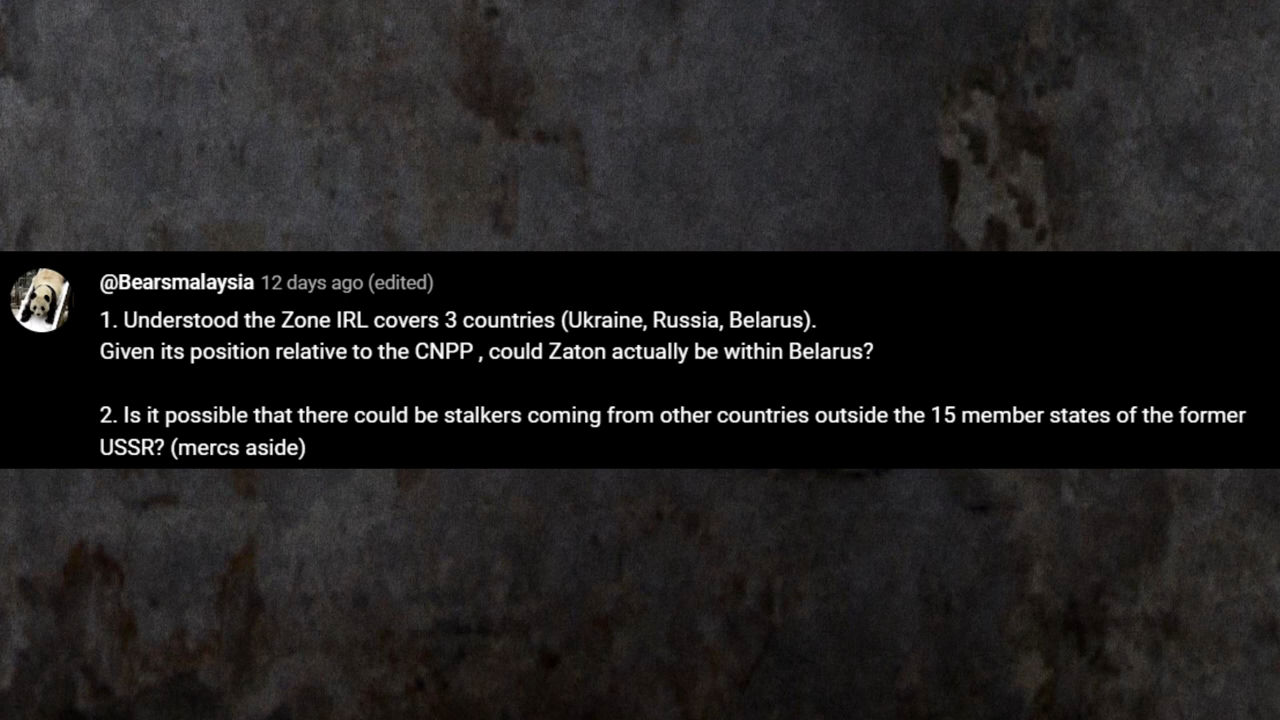 @Bearsmalaysia 12 days ago (edited)
1. Understood the Zone IRL covers 3 countries (Ukraine, Russia, Belarus).
Given its position relative to the CNPP , could Zaton actually be within Belarus?
2. Is it possible that there could be stalkers coming from other countries outside the 15 member states of the former
USSR? (mercs aside)